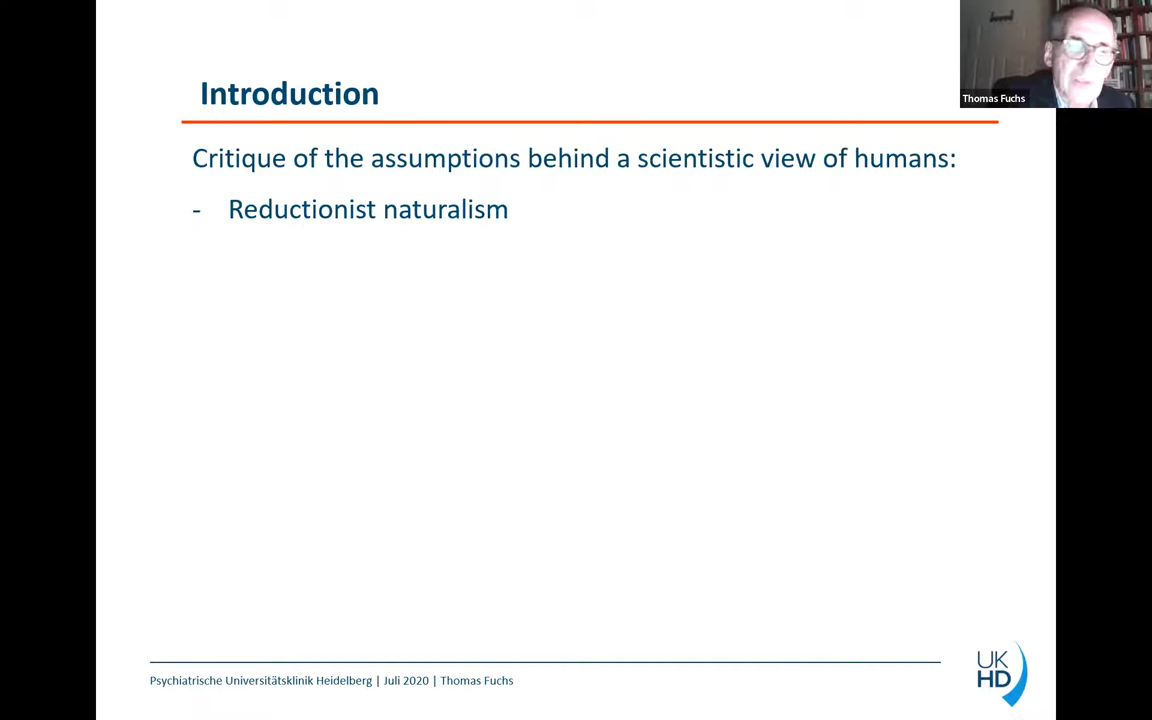 Thomas Fuchs
Introduction
Critique of the assumptions behind a scientistic view of humans:
- Reductionist naturalism
Psychiatrische Universitätsklinik Heidelberg | Juli 2020 | Thomas Fuchs
UK
HD